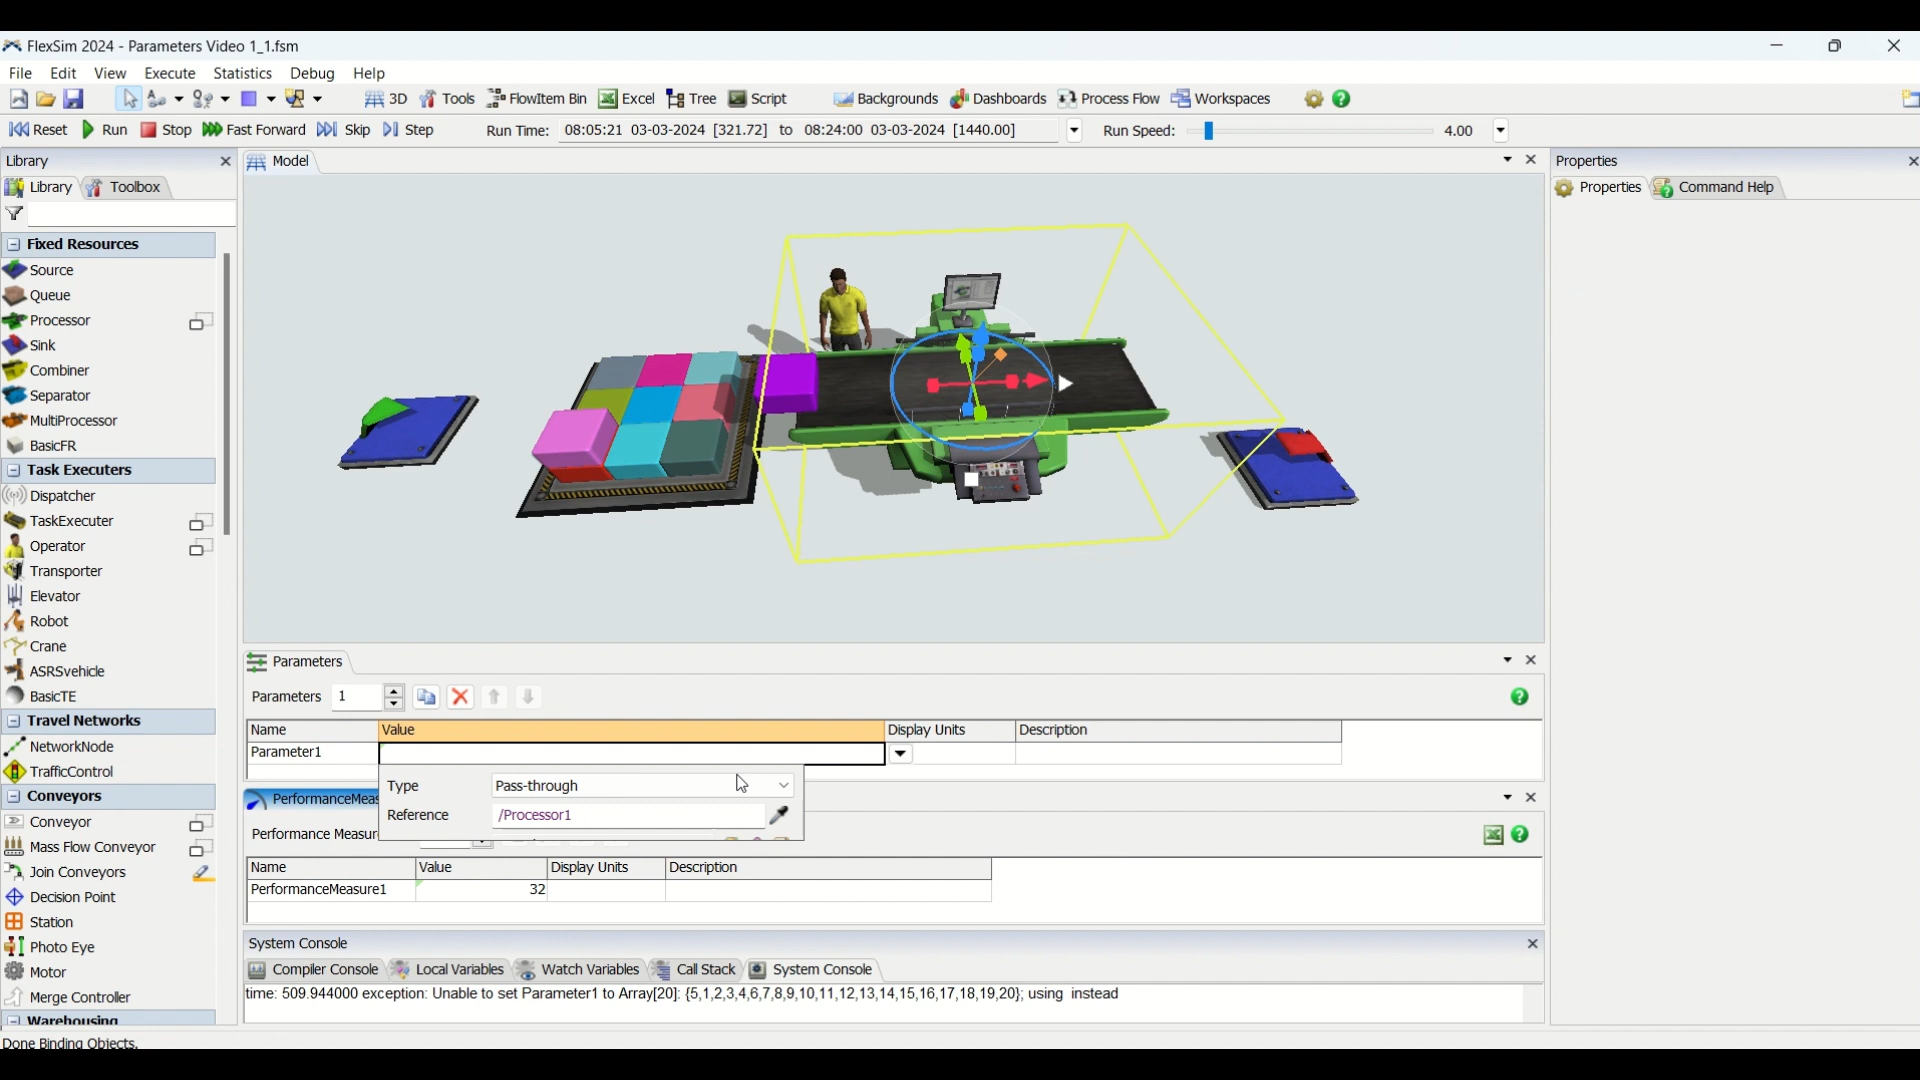 FlexSim 2024 - Parameters Video 1_1.fsm
File Edit View Execute Statistics Debug Help
3D Tools FlowItem Bin Excel Tree Script Backgrounds Dashboards Process Flow Workspaces
Reset Run Stop Fast Forward Skip Step Run Time: 08:05:21 03-03-2024 [321.72] to 08:24:00 03-03-2024 [1440.00] Run Speed: 4.00
Library
Library Toolbox
Fixed Resources
Source
Queue
Processor
Sink
Combiner
Separator
MultiProcessor
BasicFR
Task Executers
Dispatcher
TaskExecuter
Operator
Transporter
Elevator
Robot
Crane
ASRSvehicle
BasicTE
Travel Networks
NetworkNode
TrafficControl
Conveyors
Conveyor
Mass Flow Conveyor
Join Conveyors
Decision Point
Station
Photo Eye
Motor
Merge Controller
Warehousing
Done Binding Objects.
Model
Parameters
Parameters 1
Name Value Display Units Description
Parameter1
Type Pass-through
Reference /Processor1
PerformanceMeas
Performance Measur
Name Value Display Units Description
PerformanceMeasure1 32
System Console
Compiler Console Local Variables Watch Variables Call Stack System Console
time: 509.944000 exception: Unable to set Parameter1 to Array[20]: {5,1,2,3,4,6,7,8,9,10,11,12,13,14,15,16,17,18,19,20}; using instead
Properties
Properties Command Help